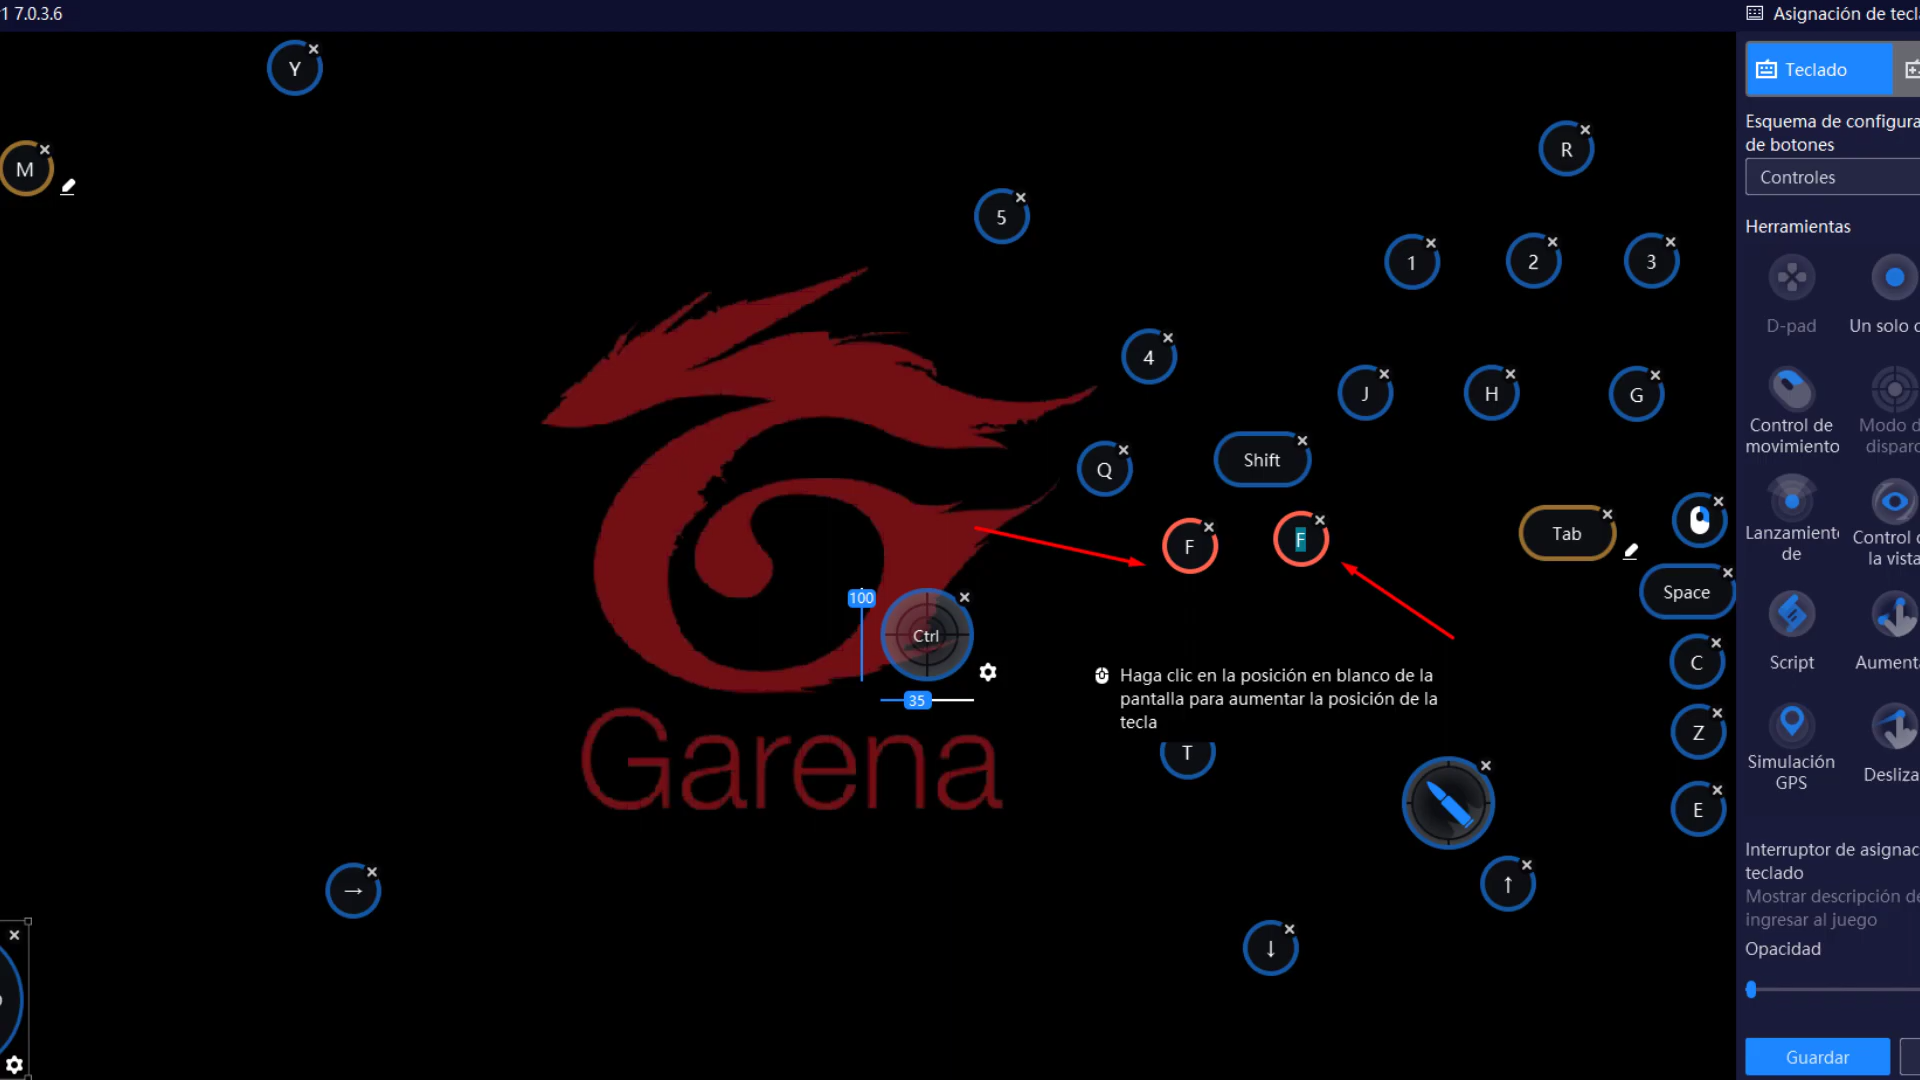 1 7.0.3.6
Asignación de tecla
Y
Teclado
Esquema de configura
de botones
R
M
Controles
5
Herramientas
1
2
3
D-pad
Un solo c
4
J
H
G
Control de
movimiento
Modo d
disparo
Q
Shift
F
F
Tab
Lanzamiento
de
Control d
la vista
100
Space
Ctrl
C
Script
Aumenta
Haga clic en la posición en blanco de la
pantalla para aumentar la posición de la
tecla
35
Garena
T
Z
Simulación
GPS
Desliza
E
Interruptor de asignac
teclado
Mostrar descripción de
ingresar al juego
→
↑
↓
Opacidad
Guardar